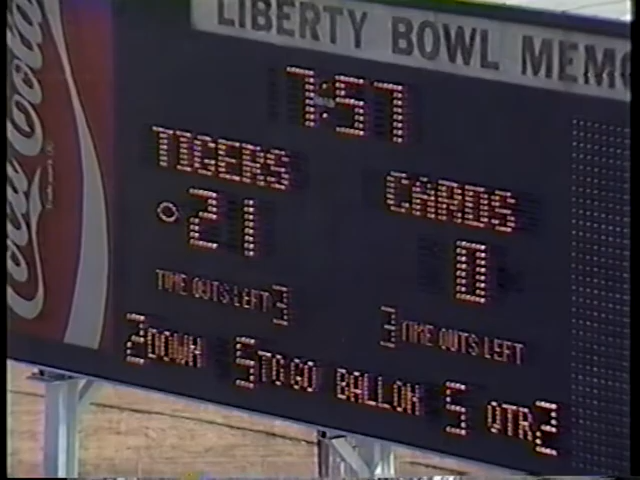 Coca-Cola
LIBERTY BOWL MEMO
7:57
TIGERS CARDS
21 0
TIME OUTS LEFT 3 3 TIME OUTS LEFT
2 DOWN 5 TO GO BALL ON 5 QTR 2